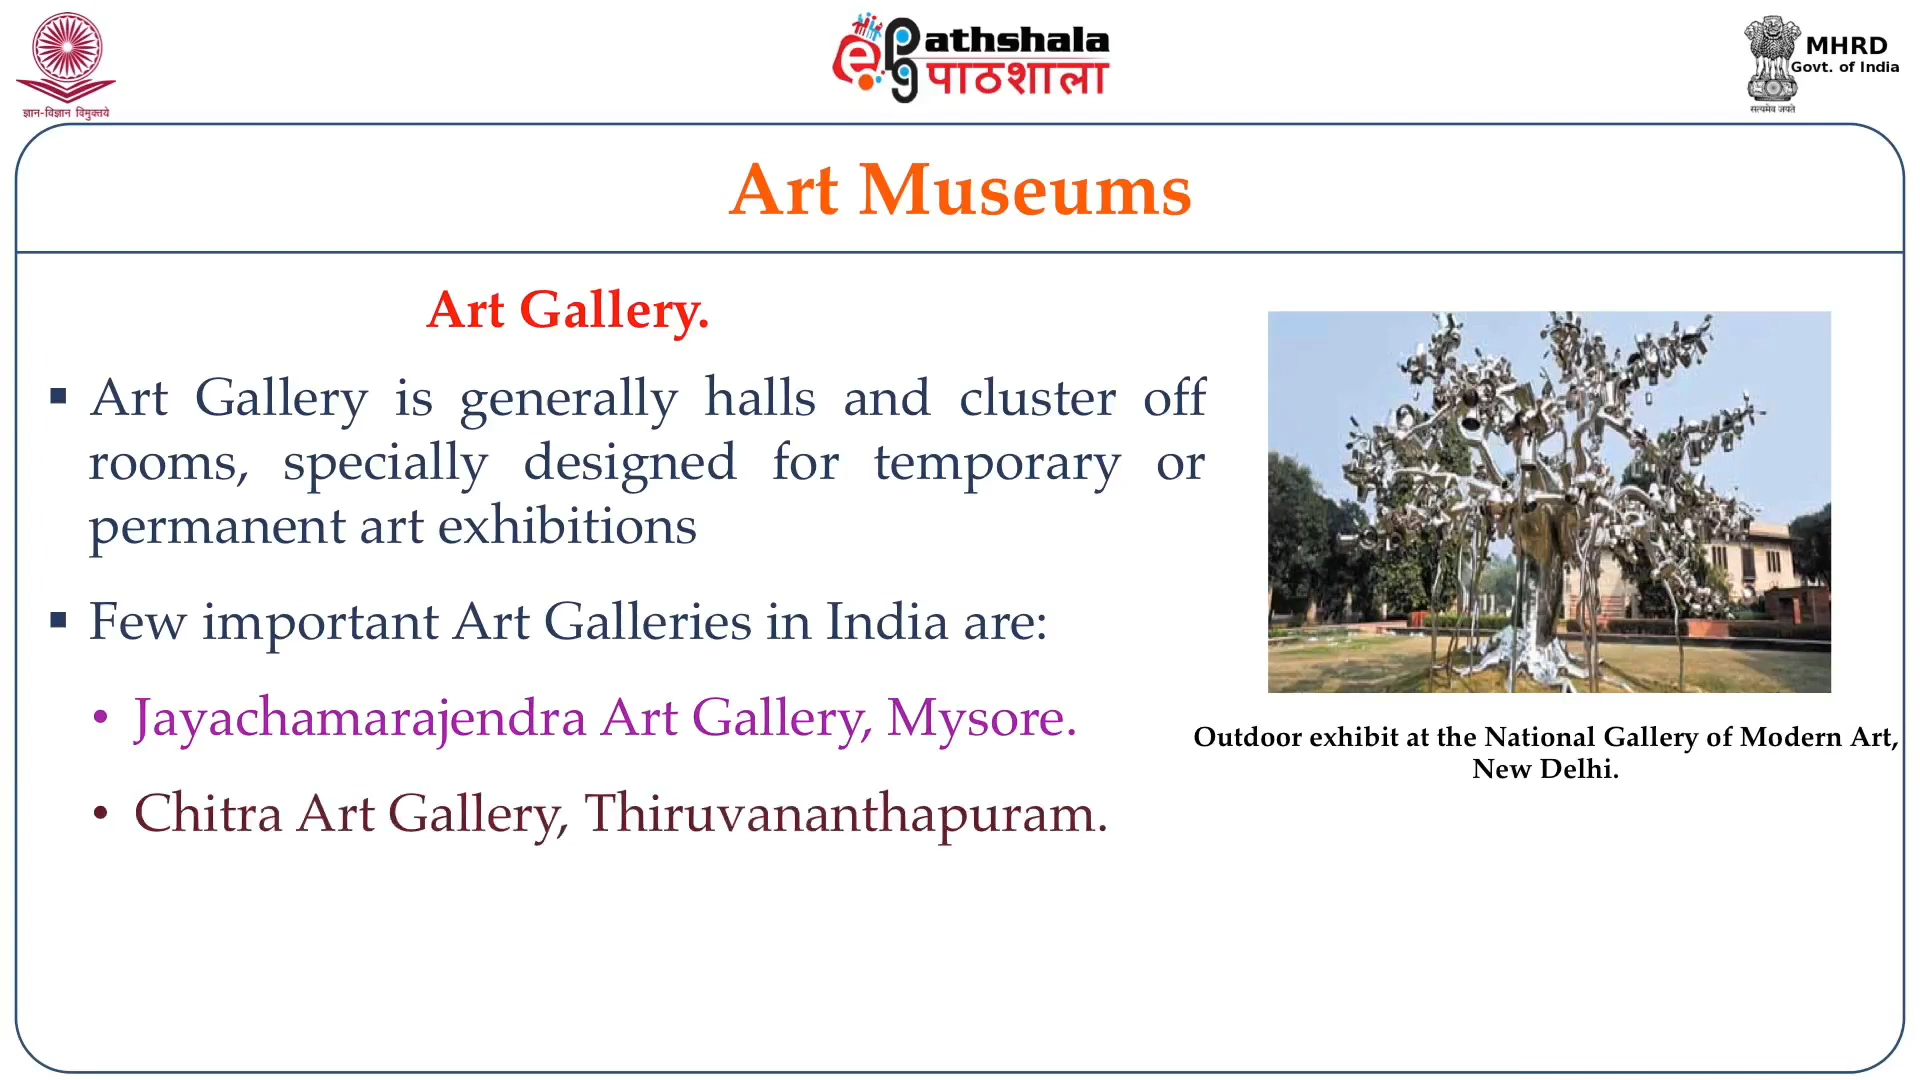 ज्ञान-विज्ञान विमुक्तये
e
pg
athshala
पाठशाला
MHRD
Govt. of India
सत्यमेव जयते
Art Museums
Art Gallery.
▪ Art Gallery is generally halls and cluster off
rooms, specially designed for temporary or
permanent art exhibitions
▪ Few important Art Galleries in India are:
• Jayachamarajendra Art Gallery, Mysore.
• Chitra Art Gallery, Thiruvananthapuram.
Outdoor exhibit at the National Gallery of Modern Art,
New Delhi.